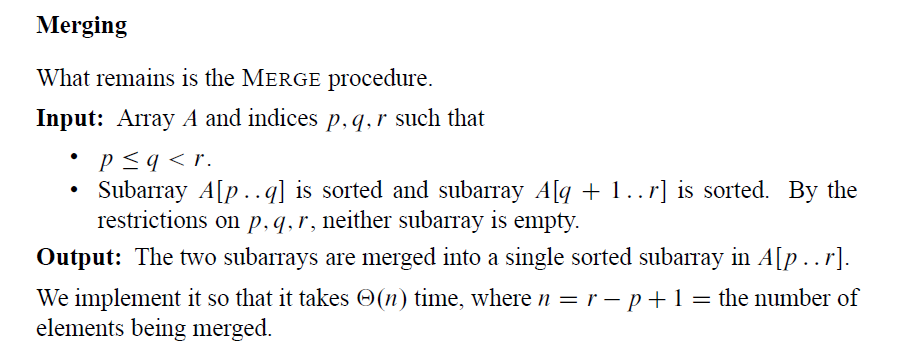 Merging
What remains is the MERGE procedure.
Input: Array A and indices p, q, r such that
• p ≤ q < r.
• Subarray A[p . . q] is sorted and subarray A[q + 1 . . r] is sorted. By the
restrictions on p, q, r, neither subarray is empty.
Output: The two subarrays are merged into a single sorted subarray in A[p . . r].
We implement it so that it takes Θ(n) time, where n = r − p + 1 = the number of
elements being merged.